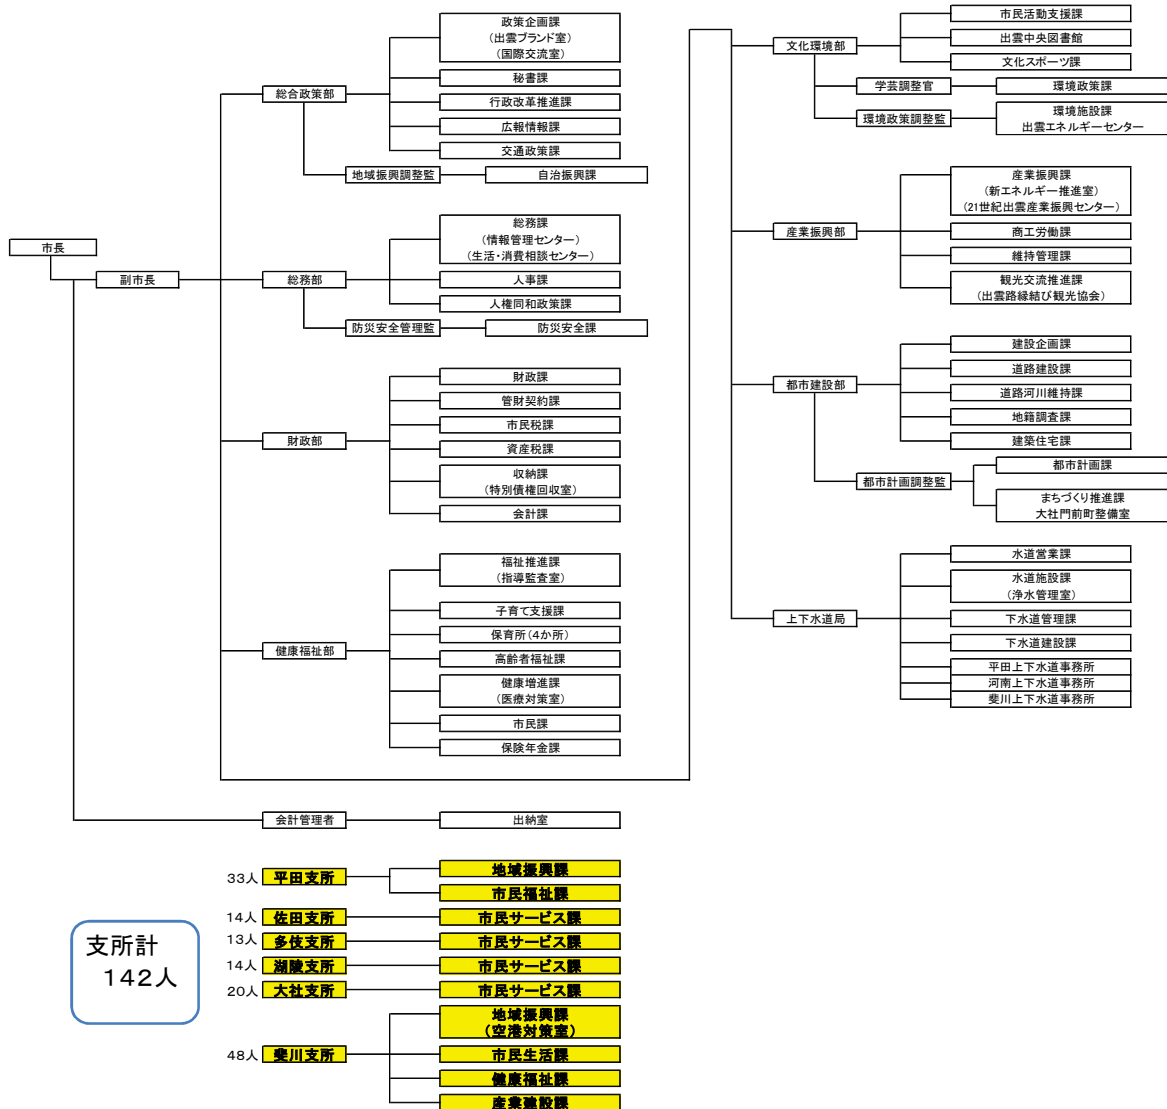 市長
副市長
総合政策部
政策企画課
(出雲ブランド室)
(国際交流室)
秘書課
行政改革推進課
広報情報課
交通政策課
地域振興調整監
自治振興課
総務部
総務課
(情報管理センター)
(生活・消費相談センター)
人事課
人権同和政策課
防災安全管理監
防災安全課
財政部
財政課
管財契約課
市民税課
資産税課
収納課
(特別債権回収室)
会計課
健康福祉部
福祉推進課
(指導監査室)
子育て支援課
保育所(4か所)
高齢者福祉課
健康増進課
(医療対策室)
市民課
保険年金課
文化環境部
市民活動支援課
出雲中央図書館
文化スポーツ課
学芸調整官
環境政策課
環境政策調整監
環境施設課
出雲エネルギーセンター
産業振興部
産業振興課
(新エネルギー推進室)
(21世紀出雲産業振興センター)
商工労働課
維持管理課
観光交流推進課
(出雲路縁結び観光協会)
都市建設部
建設企画課
道路建設課
道路河川維持課
地籍調査課
建築住宅課
都市計画調整監
都市計画課
まちづくり推進課
大社門前町整備室
上下水道局
水道営業課
水道施設課
(浄水管理室)
下水道管理課
下水道建設課
平田上下水道事務所
河南上下水道事務所
斐川上下水道事務所
会計管理者
出納室
33人 平田支所
地域振興課
市民福祉課
14人 佐田支所 市民サービス課
13人 多伎支所 市民サービス課
14人 湖陵支所 市民サービス課
20人 大社支所 市民サービス課
48人 斐川支所
地域振興課
(空港対策室)
市民生活課
健康福祉課
産業建設課
支所計
142人